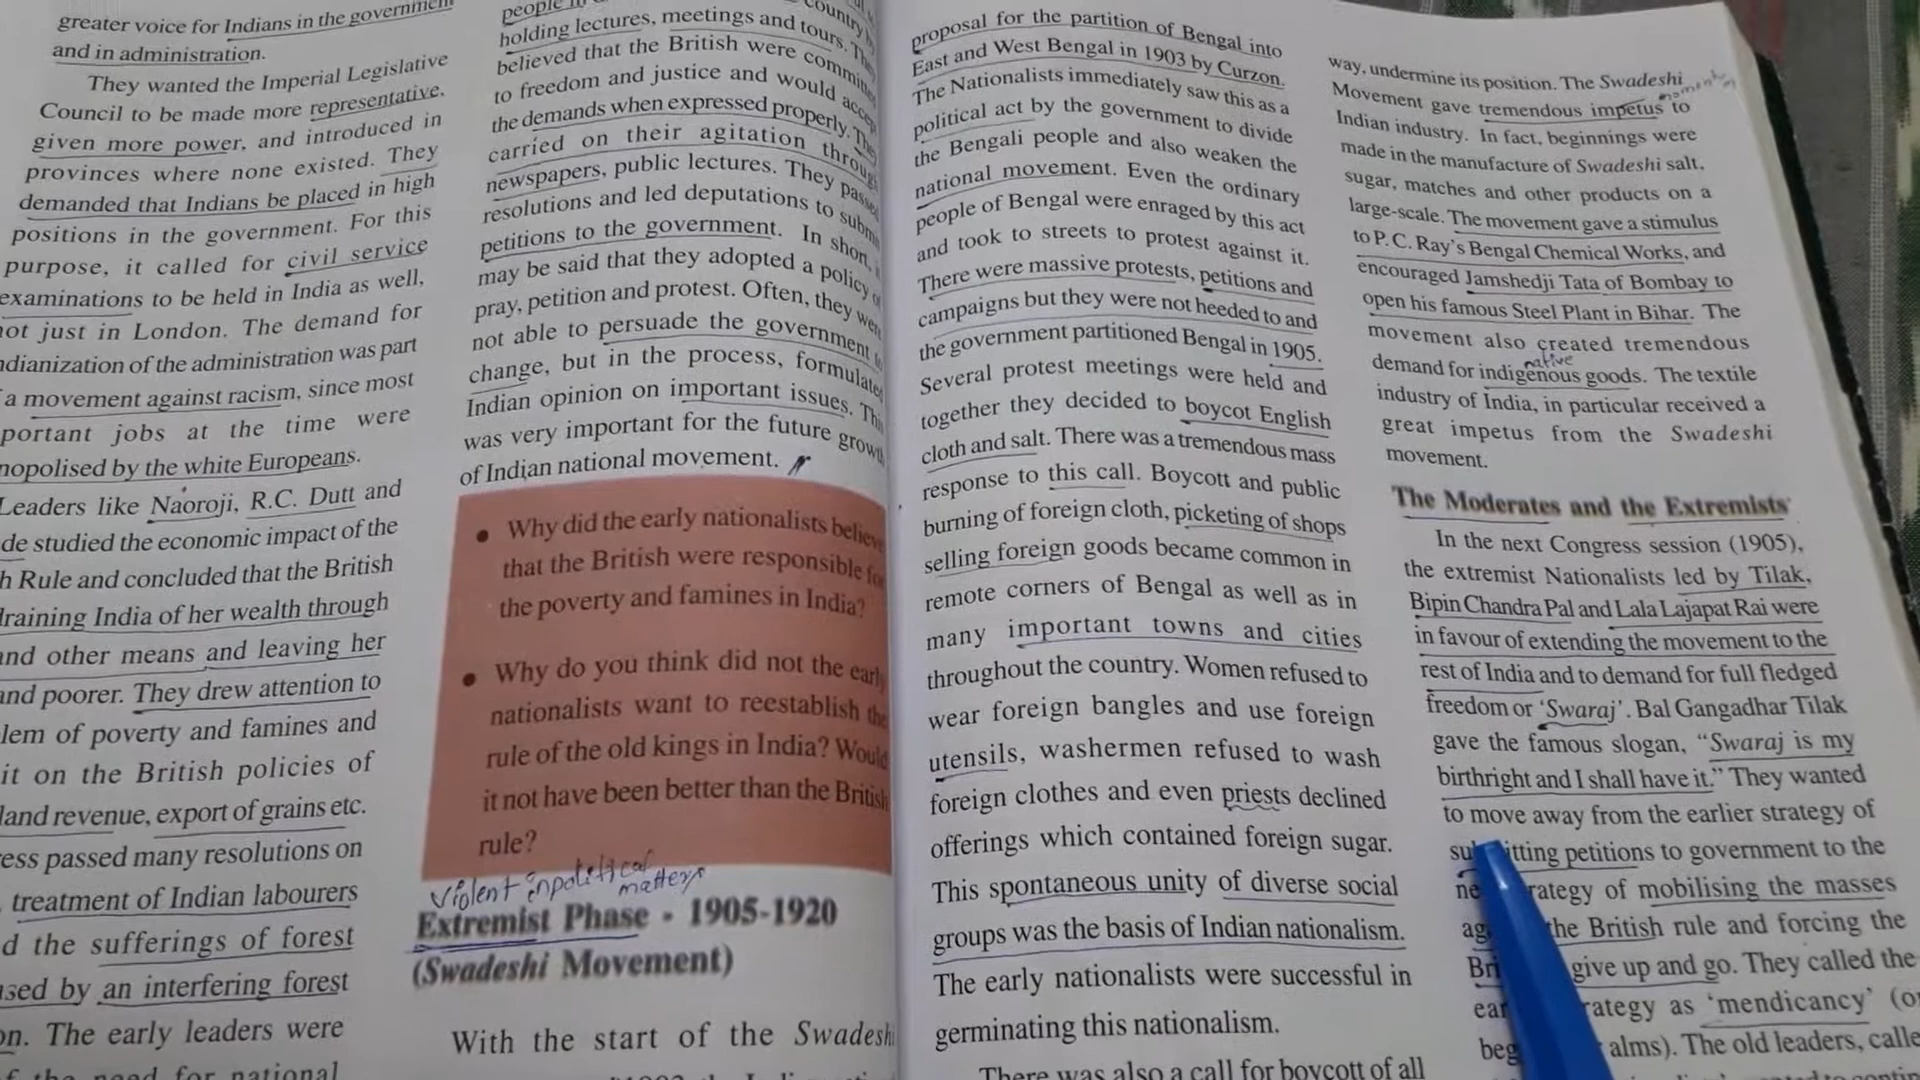 greater voice for Indians in the government
and in administration.
They wanted the Imperial Legislative
Council to be made more representative,
given more power, and introduced in
provinces where none existed. They
demanded that Indians be placed in high
positions in the government. For this
purpose, it called for civil service
examinations to be held in India as well,
not just in London. The demand for
of the administration was part
a movement against racism, since most
portant jobs at the time were
nopolised by the white Europeans.
Leaders like Naoroji, R.C. Dutt and
de studied the economic impact of the
h Rule and concluded that the British
draining India of her wealth through
and other means and leaving her
and poorer. They drew attention to
lem of poverty and famines and
it on the British policies of
land revenue, export of grains etc.
ess passed many resolutions on
treatment of Indian labourers
d the sufferings of forest
sed by an interfering forest
on. The early leaders were
the need for national
people
country
holding lectures, meetings and tours. They
believed that the British were
to freedom and justice and would
the demands when expressed properly. They
carried on their agitation through
newspapers, public lectures. They
resolutions and led deputations to
petitions to the government. In short,
may be said that they adopted a policy
pray, petition and protest. Often, they
not able to persuade the government
change, but in the process, formulated
Indian opinion on important issues. This
was very important for the future growth
of Indian national movement.
• Why did the early nationalists believe
that the British were responsible
the poverty and famines in India?
• Why do you think did not the early
nationalists want to reestablish the
rule of the old kings in India? Would
it not have been better than the British
rule?
violent in political
matters
Extremist Phase - 1905-1920
(Swadeshi Movement)
With the start of the Swadeshi
proposal for the partition of Bengal into
East and West Bengal in 1903 by Curzon.
The Nationalists immediately saw this as a
political act by the government to divide
the Bengali people and also weaken the
national movement. Even the ordinary
people of Bengal were enraged by this act
and took to streets to protest against it.
There were massive protests, petitions and
campaigns but they were not heeded to and
the government partitioned Bengal in 1905.
Several protest meetings were held and
together they decided to boycot English
cloth and salt. There was a tremendous mass
response to this call. Boycott and public
burning of foreign cloth, picketing of shops
selling foreign goods became common in
remote corners of Bengal as well as in
many important towns and cities
throughout the country. Women refused to
wear foreign bangles and use foreign
utensils, washermen refused to wash
foreign clothes and even priests declined
offerings which contained foreign sugar.
This spontaneous unity of diverse social
groups was the basis of Indian nationalism.
The early nationalists were successful in
germinating this nationalism.
There was also a call for boycott of all
way, undermine its position. The Swadeshi
Movement gave tremendous impetus to
Indian industry. In fact, beginnings were
made in the manufacture of Swadeshi salt,
sugar, matches and other products on a
large-scale. The movement gave a stimulus
to P. C. Ray's Bengal Chemical Works, and
encouraged Jamshedji Tata of Bombay to
open his famous Steel Plant in Bihar. The
movement also created tremendous
native
demand for indigenous goods. The textile
industry of India, in particular received a
great impetus from the Swadeshi
movement.
The Moderates and the Extremists
In the next Congress session (1905),
the extremist Nationalists led by Tilak,
Bipin Chandra Pal and Lala Lajapat Rai were
in favour of extending the movement to the
rest of India and to demand for full fledged
freedom or 'Swaraj'. Bal Gangadhar Tilak
gave the famous slogan, "Swaraj is my
birthright and I shall have it." They wanted
to move away from the earlier strategy of
su itting petitions to government to the
ne rategy of mobilising the masses
ag the British rule and forcing the
Bri give up and go. They called the
ear rategy as 'mendicancy' (or
beg alms). The old leaders, calle